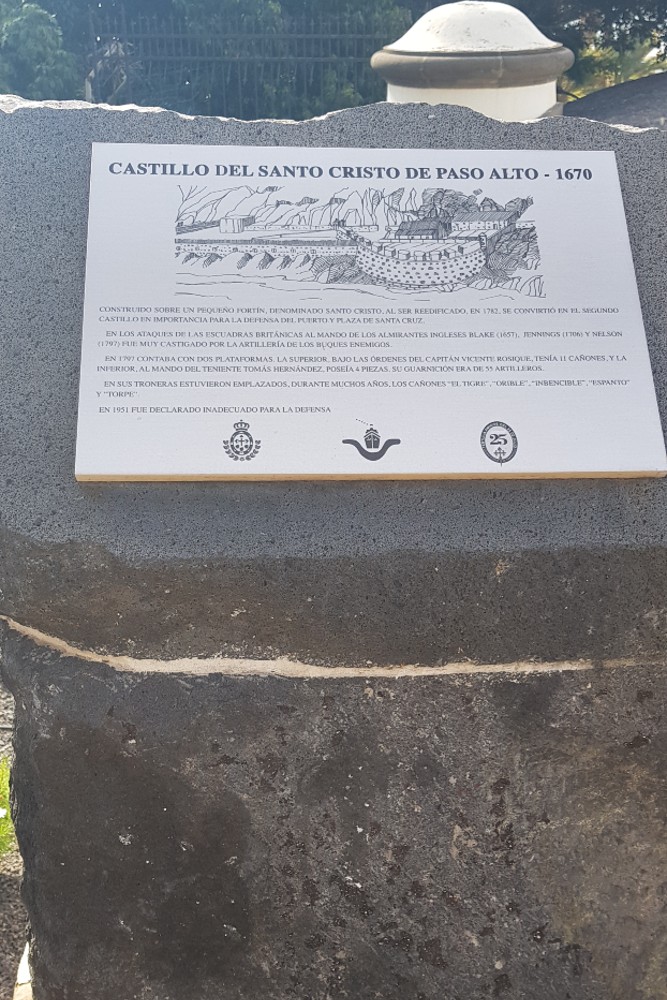 CASTILLO DEL SANTO CRISTO DE PASO ALTO - 1670
CONSTRUIDO SOBRE UN PEQUEÑO FORTÍN, DENOMINADO SANTO CRISTO, AL SER REEDIFICADO, EN 1782, SE CONVIRTIÓ EN EL SEGUNDO
CASTILLO EN IMPORTANCIA PARA LA DEFENSA DEL PUERTO Y PLAZA DE SANTA CRUZ.
EN LOS ATAQUES DE LAS ESCUADRAS BRITÁNICAS AL MANDO DE LOS ALMIRANTES INGLESES BLAKE (1657), JENNINGS (1706) Y NELSON
(1797) FUE MUY CASTIGADO POR LA ARTILLERÍA DE LOS BUQUES ENEMIGOS.
EN 1797 CONTABA CON DOS PLATAFORMAS. LA SUPERIOR, BAJO LAS ÓRDENES DEL CAPITÁN VICENTE ROSIQUE, TENÍA 11 CAÑONES, Y LA
INFERIOR, AL MANDO DEL TENIENTE TOMÁS HERNÁNDEZ, POSEÍA 4 PIEZAS. SU GUARNICIÓN ERA DE 55 ARTILLEROS.
EN SUS TRONERAS ESTUVIERON EMPLAZADOS, DURANTE MUCHOS AÑOS, LOS CAÑONES "EL TIGRE", "ORIBLE", "INBENCIBLE", "ESPANTO"
Y "TORPE".
EN 1951 FUE DECLARADO INADECUADO PARA LA DEFENSA
25